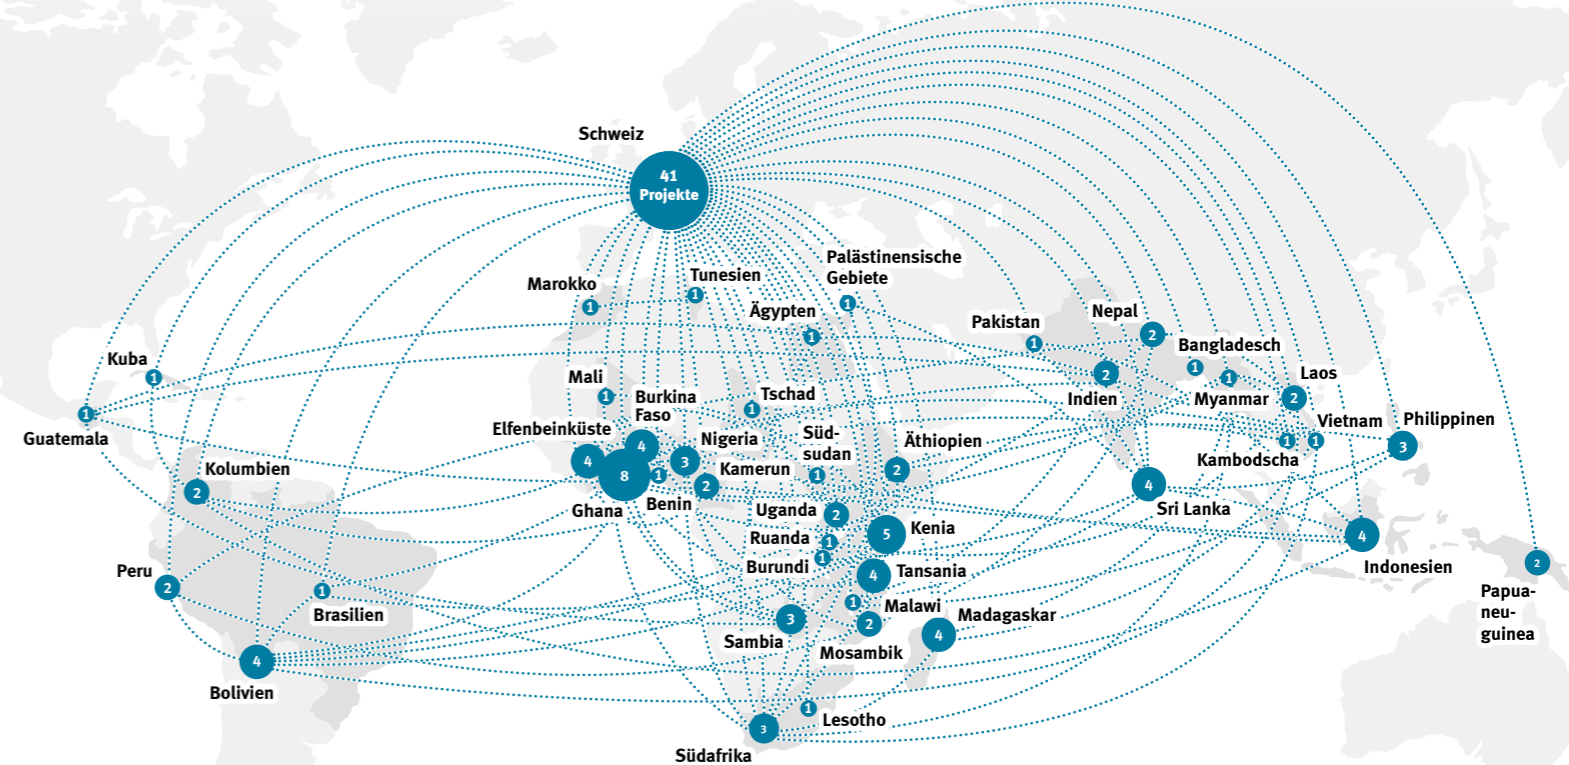 Schweiz
41
Projekte
Marokko
1
Tunesien
1
Palästinensische
Gebiete
1
Ägypten
1
Pakistan
1
Nepal
2
Bangladesch
1
Indien
2
Myanmar
1
Laos
2
Vietnam
1
Kambodscha
1
Philippinen
3
Kuba
1
Guatemala
1
Mali
1
Burkina
Faso
4
Tschad
1
Elfenbeinküste
4
Ghana
8
Benin
1
Nigeria
3
Kamerun
2
Süd-
sudan
1
Äthiopien
2
Kolumbien
2
Sri Lanka
4
Uganda
2
Kenia
5
Ruanda
1
Burundi
1
Tansania
4
Indonesien
4
Papua-
neu-
guinea
2
Peru
2
Brasilien
1
Bolivien
4
Malawi
1
Sambia
3
Mosambik
2
Madagaskar
4
Lesotho
1
Südafrika
3